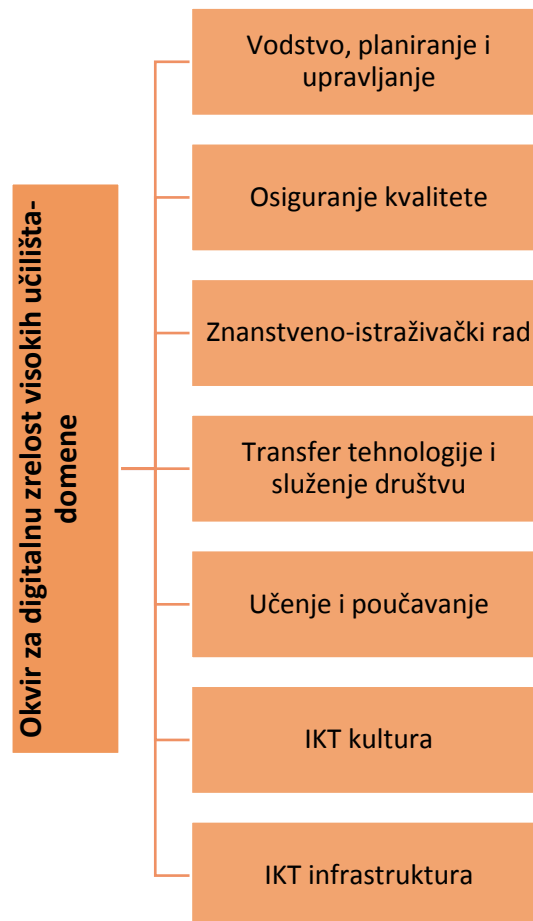 Okvir za digitalnu zrelost visokih učilišta-
domene
Vodstvo, planiranje i
upravljanje
Osiguranje kvalitete
Znanstveno-istraživački rad
Transfer tehnologije i
služenje društvu
Učenje i poučavanje
IKT kultura
IKT infrastruktura